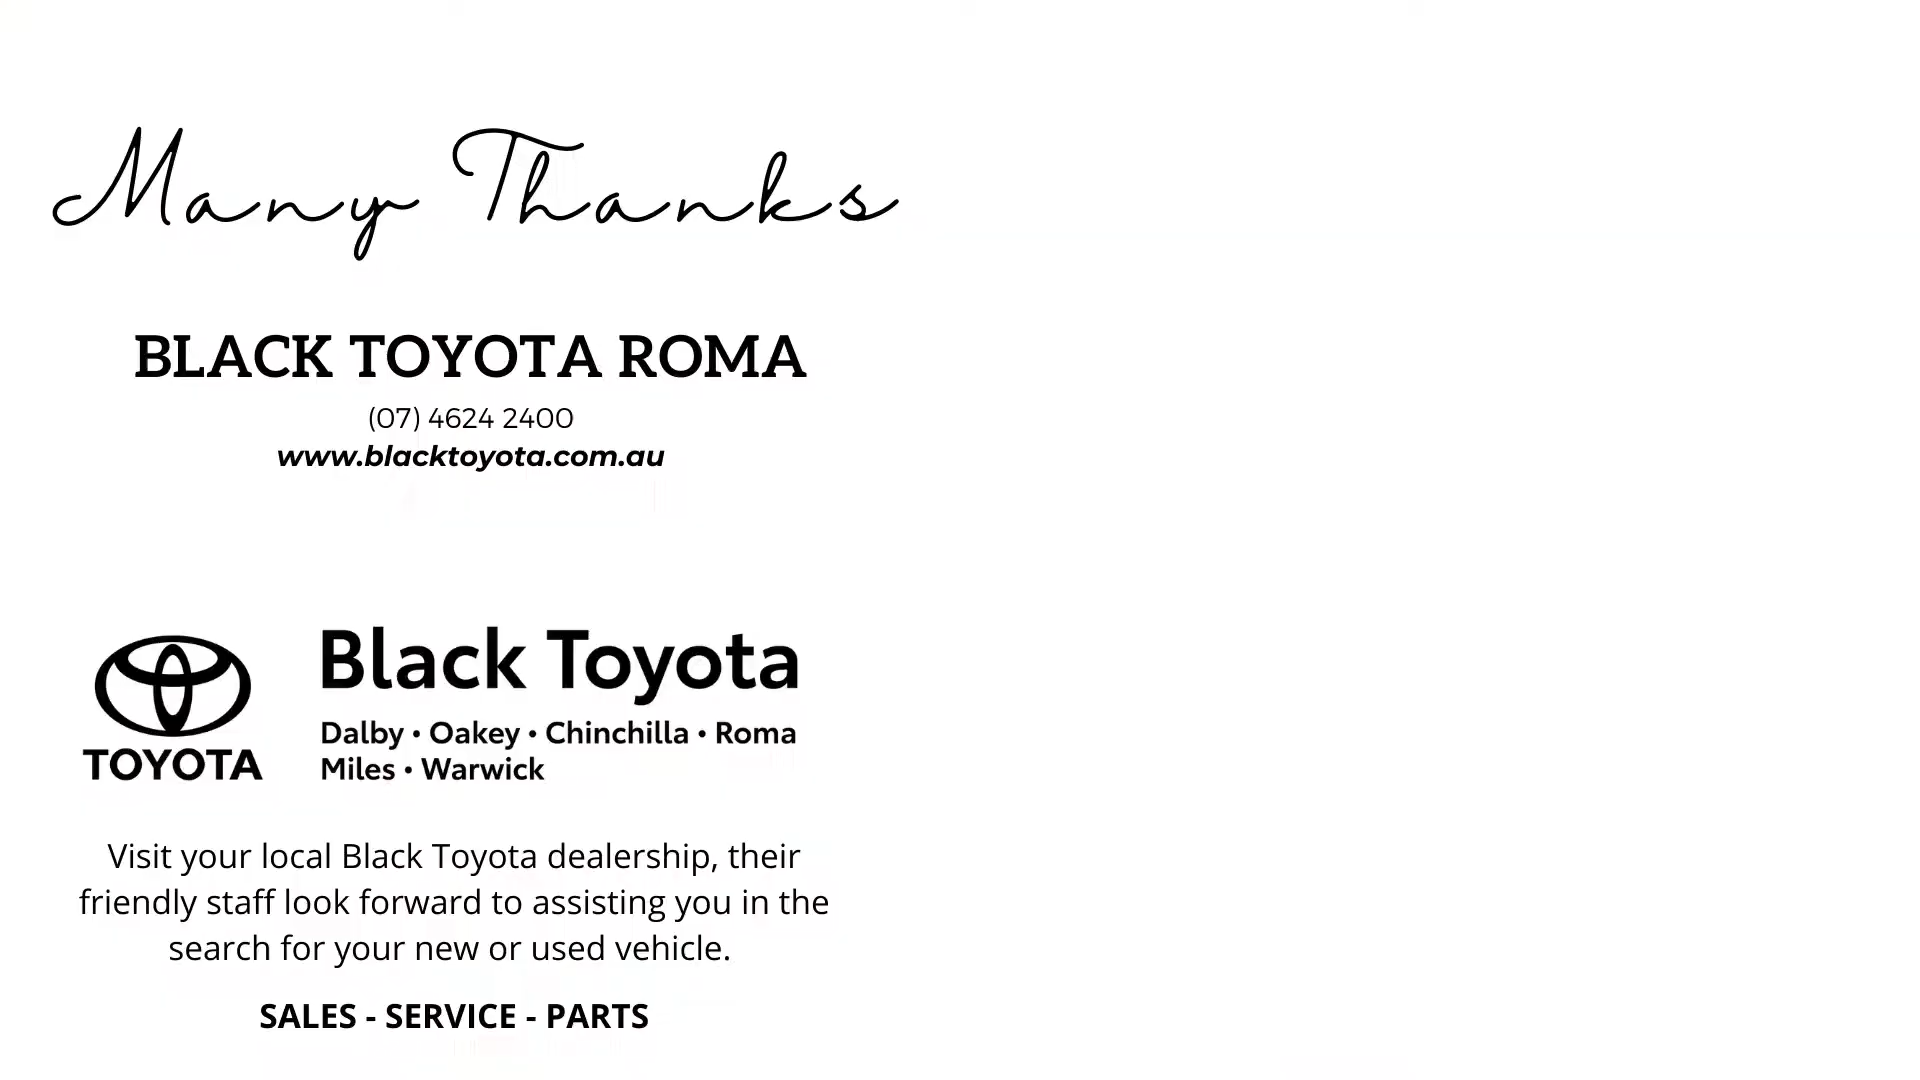 Many Thanks
BLACK TOYOTA ROMA
(07) 4624 2400
www.blacktoyota.com.au
TOYOTA
Black Toyota
Dalby • Oakey • Chinchilla • Roma
Miles • Warwick
Visit your local Black Toyota dealership, their
friendly staff look forward to assisting you in the
search for your new or used vehicle.
SALES - SERVICE - PARTS